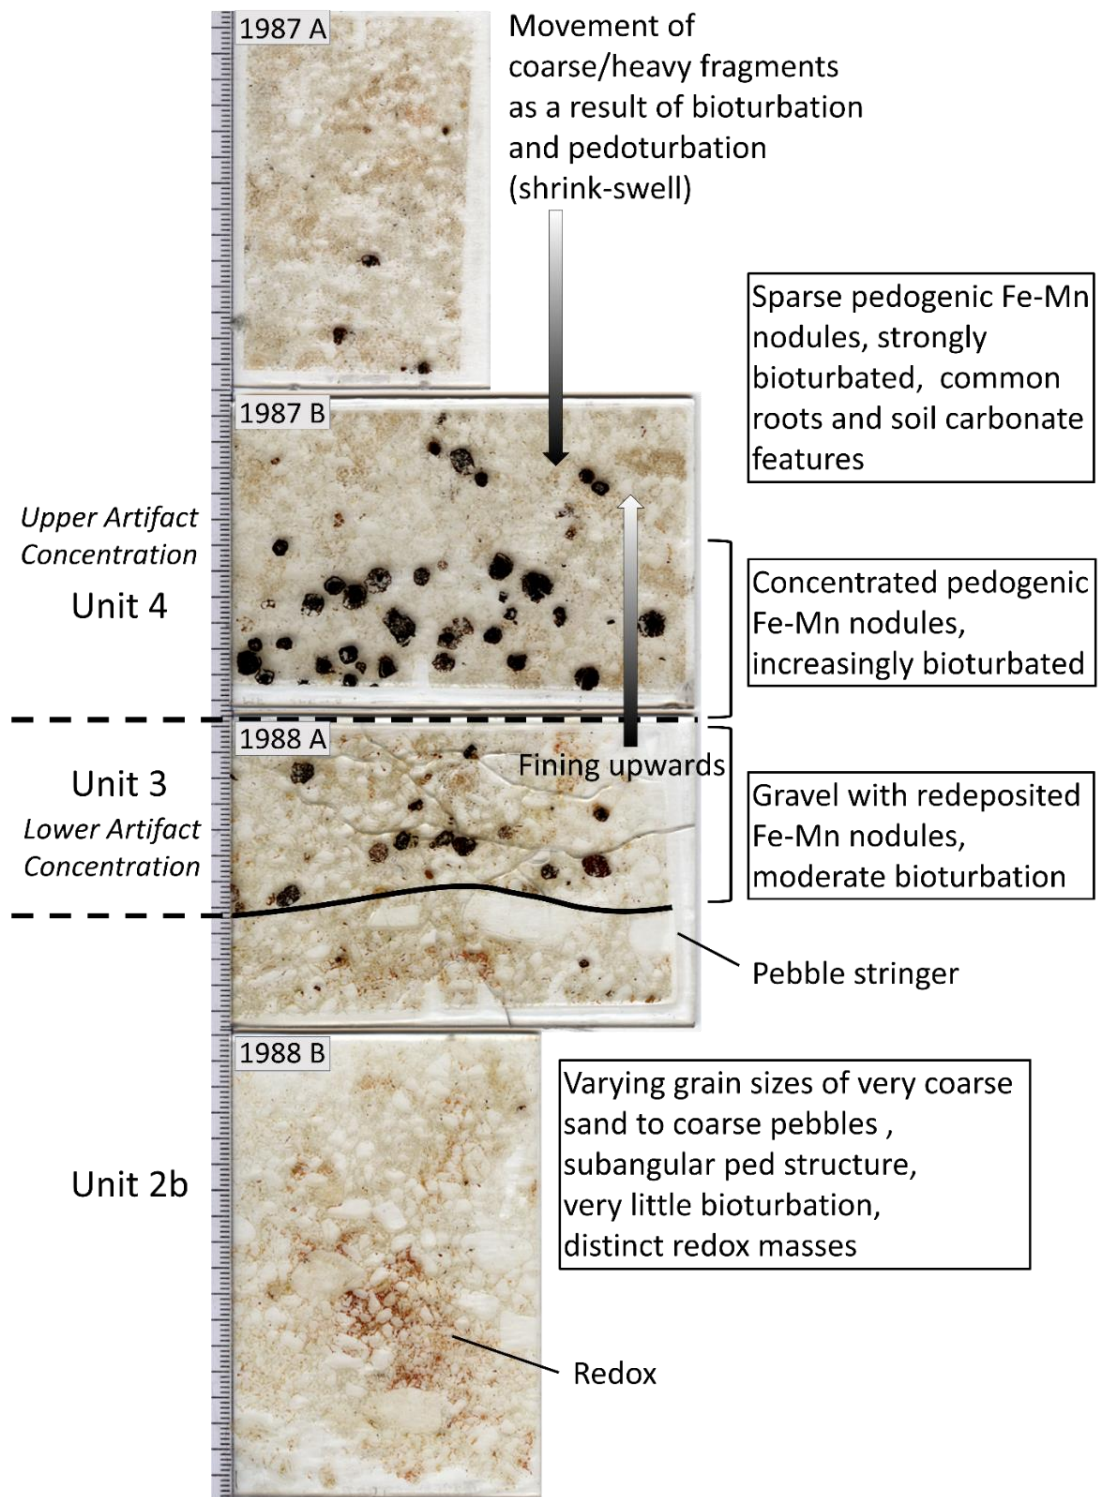 1987 A
Movement of
coarse/heavy fragments
as a result of bioturbation
and pedoturbation
(shrink-swell)
Sparse pedogenic Fe-Mn
nodules, strongly
bioturbated, common
roots and soil carbonate
features
1987 B
Upper Artifact
Concentration
Unit 4
Concentrated pedogenic
Fe-Mn nodules,
increasingly bioturbated
1988 A
Fining upwards
Unit 3
Lower Artifact
Concentration
Gravel with redeposited
Fe-Mn nodules,
moderate bioturbation
Pebble stringer
1988 B
Varying grain sizes of very coarse
sand to coarse pebbles ,
subangular ped structure,
very little bioturbation,
distinct redox masses
Unit 2b
Redox